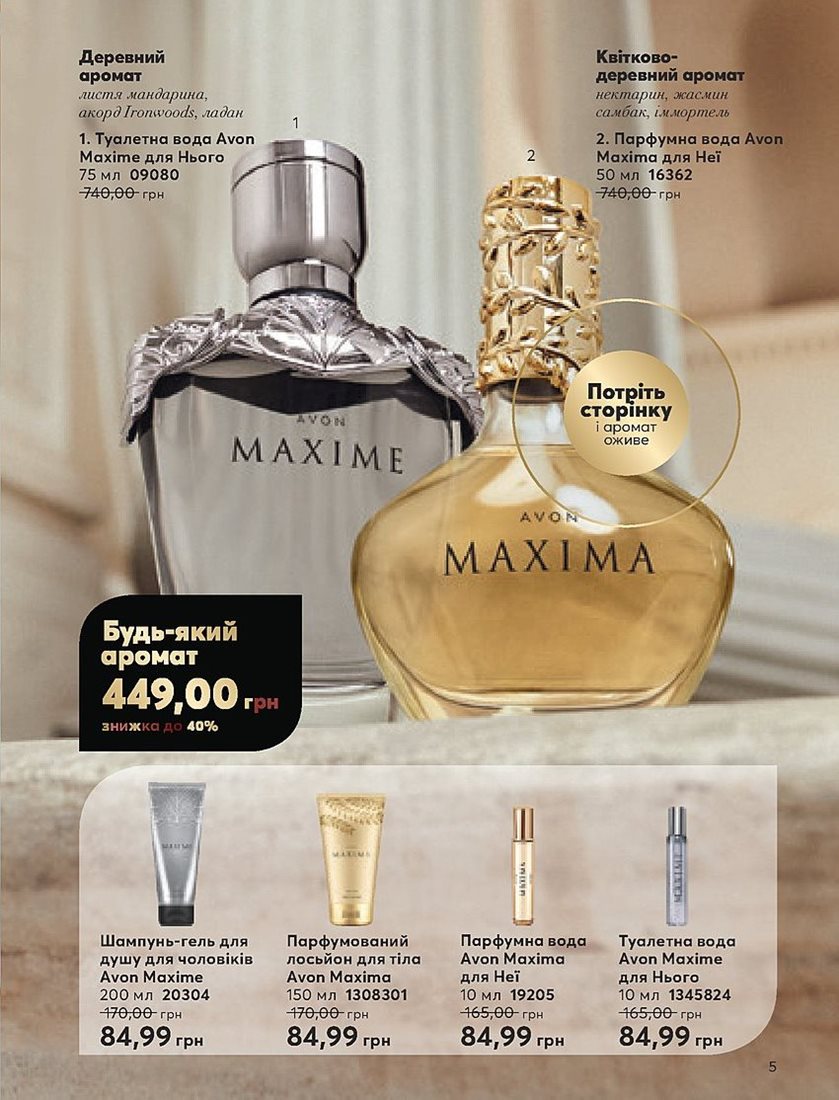 Деревний
аромат
листя мандарина,
акорд Ironwoods, ладан
1. Туалетна вода Avon
Maxime для Нього
75 мл 09080
740,00 грн
1
Квітково-
деревний аромат
нектарин, жасмин
самбак, імортель
2. Парфумна вода Avon
Maxima для Неї
50 мл 16362
740,00 грн
2
Потріть
сторінку
і аромат
оживе
AVON
MAXIME
AVON
MAXIMA
Будь-який
аромат
449,00 грн
знижка до 40%
MAXIME
MAXIMA
MAXIMA
MAXIME
Шампунь-гель для
душу для чоловіків
Avon Maxime
200 мл 20304
170,00 грн
84,99 грн
Парфумований
лосьйон для тіла
Avon Maxima
150 мл 1308301
170,00 грн
84,99 грн
Парфумна вода
Avon Maxima
для Неї
10 мл 19205
165,00 грн
84,99 грн
Туалетна вода
Avon Maxime
для Нього
10 мл 1345824
165,00 грн
84,99 грн
5